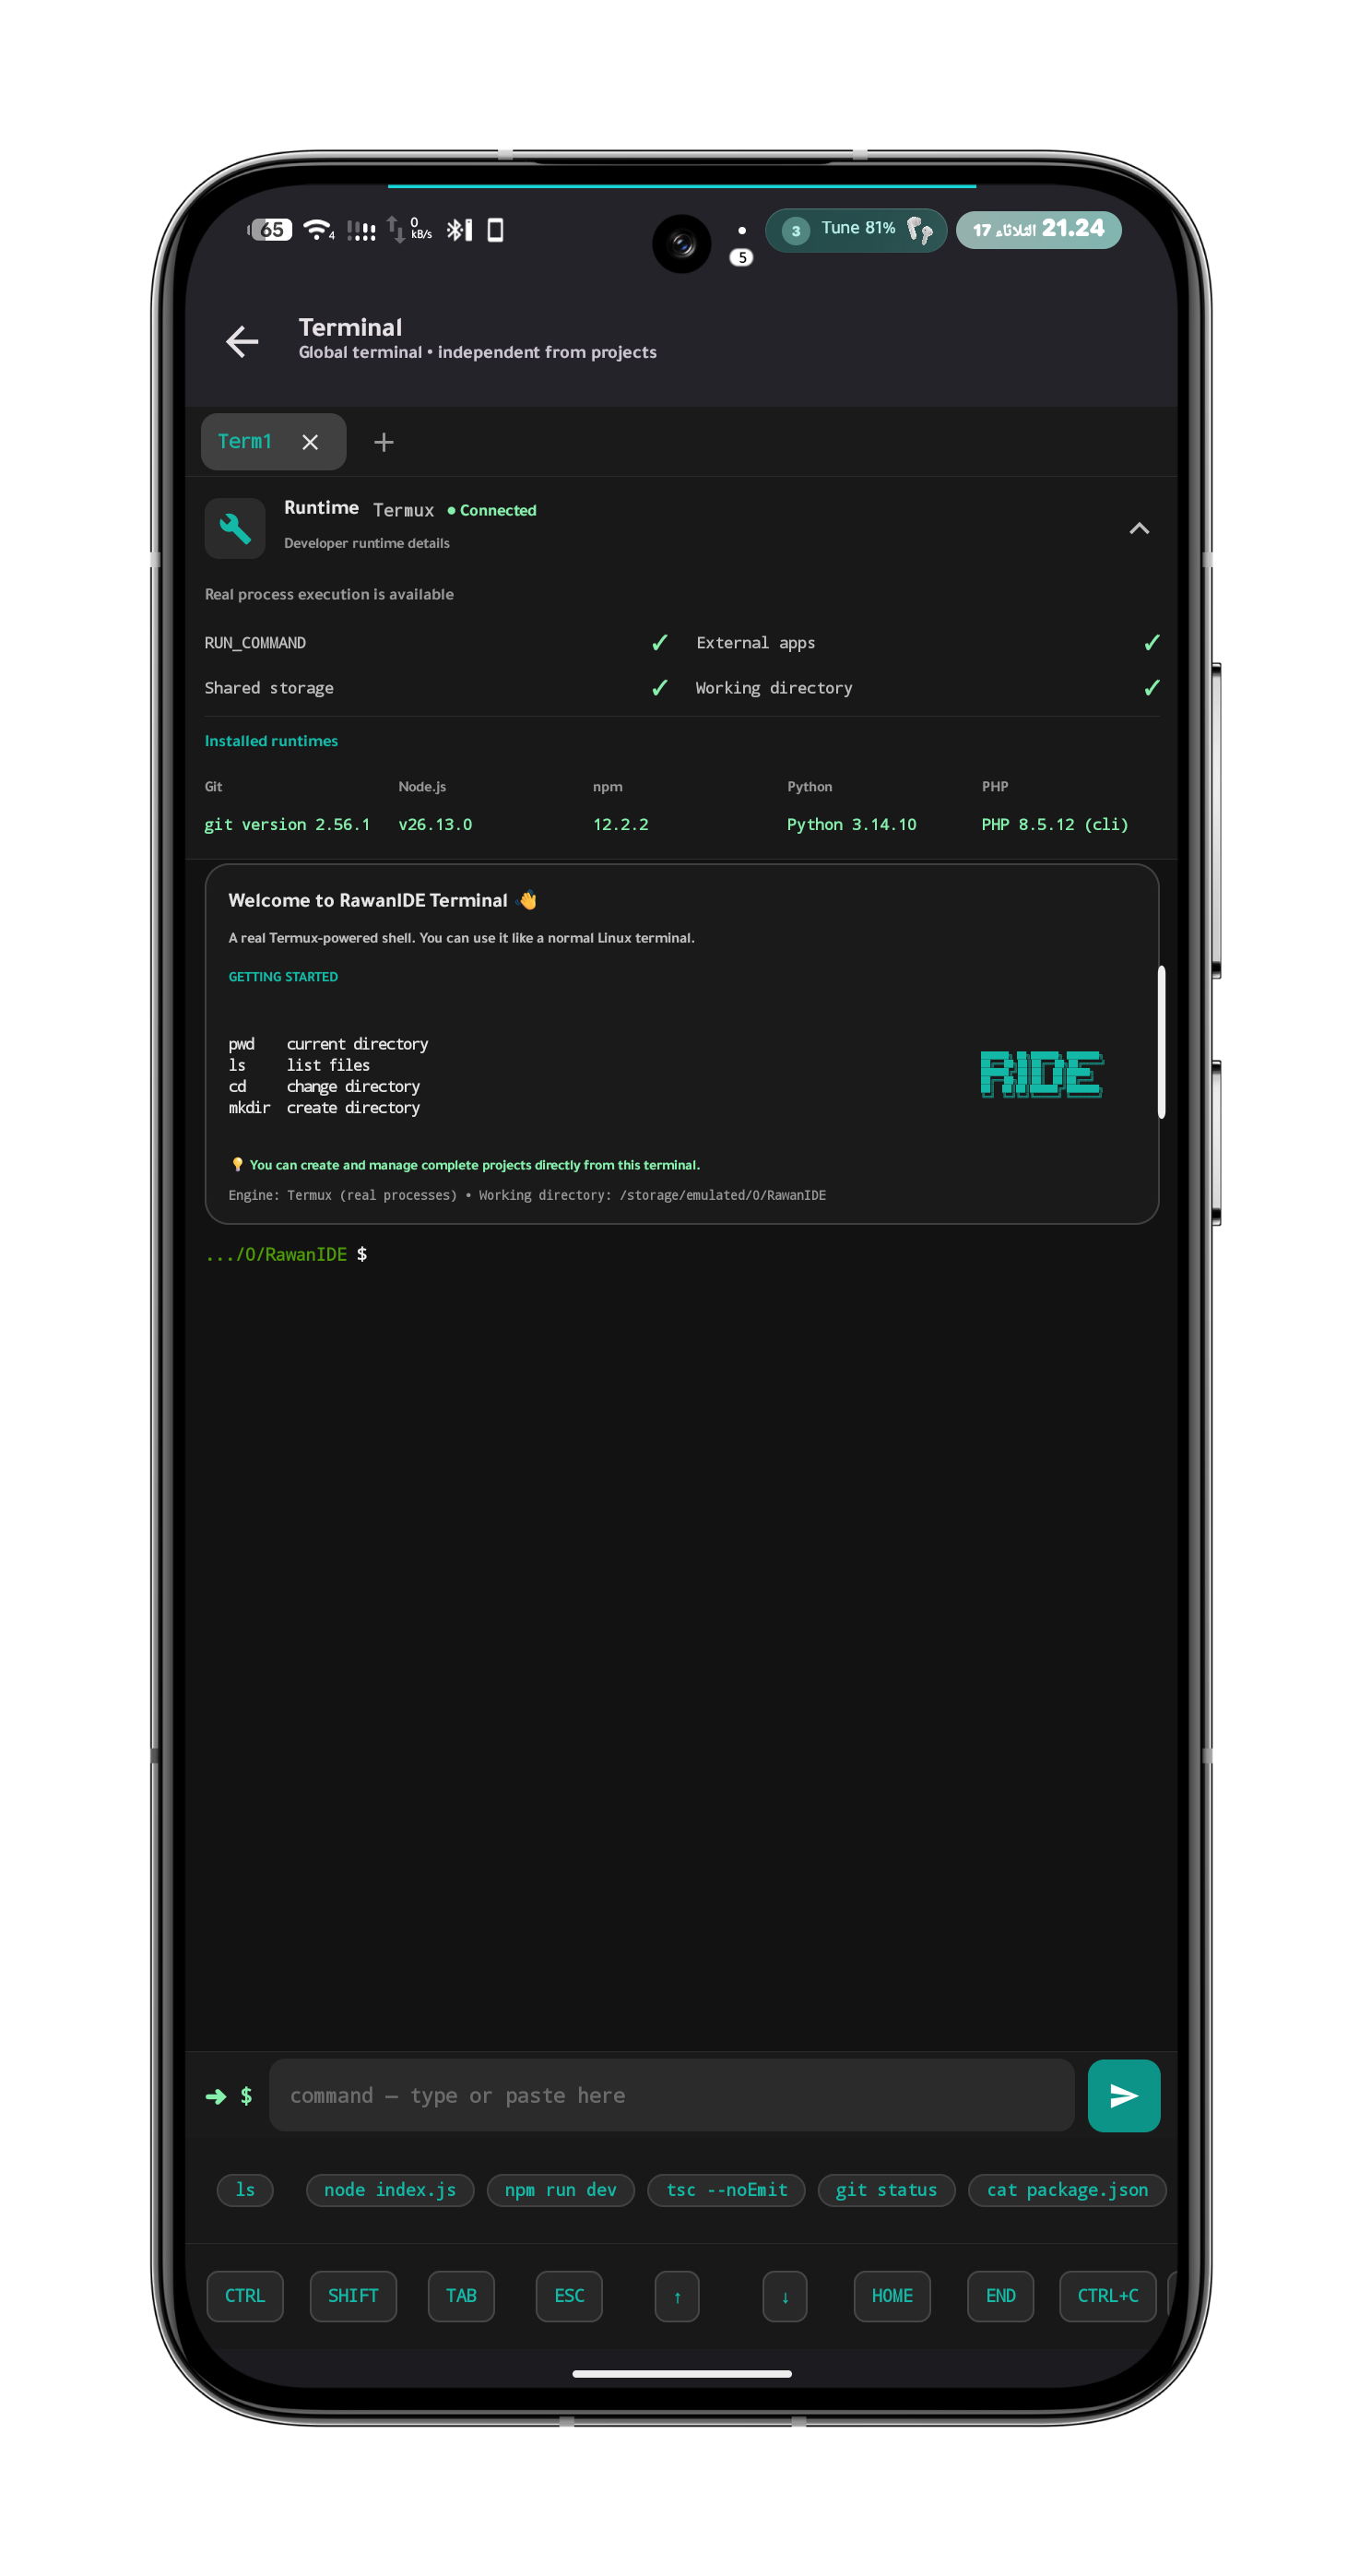 65
4
0
kB/s
5
3 Tune 81%
الثلاثاء 17 21.24
Terminal
Global terminal • independent from projects
Term1
Runtime Termux • Connected
Developer runtime details
Real process execution is available
RUN_COMMAND ✓ External apps ✓
Shared storage ✓ Working directory ✓
Installed runtimes
Git Node.js npm Python PHP
git version 2.56.1 v26.13.0 12.2.2 Python 3.14.10 PHP 8.5.12 (cli)
Welcome to RawanIDE Terminal 👋
A real Termux-powered shell. You can use it like a normal Linux terminal.
GETTING STARTED
pwd current directory
ls list files
cd change directory
mkdir create directory
RIDE
💡 You can create and manage complete projects directly from this terminal.
Engine: Termux (real processes) • Working directory: /storage/emulated/0/RawanIDE
.../0/RawanIDE $
➜ $ command — type or paste here
ls node index.js npm run dev tsc --noEmit git status cat package.json
CTRL SHIFT TAB ESC ↑ ↓ HOME END CTRL+C